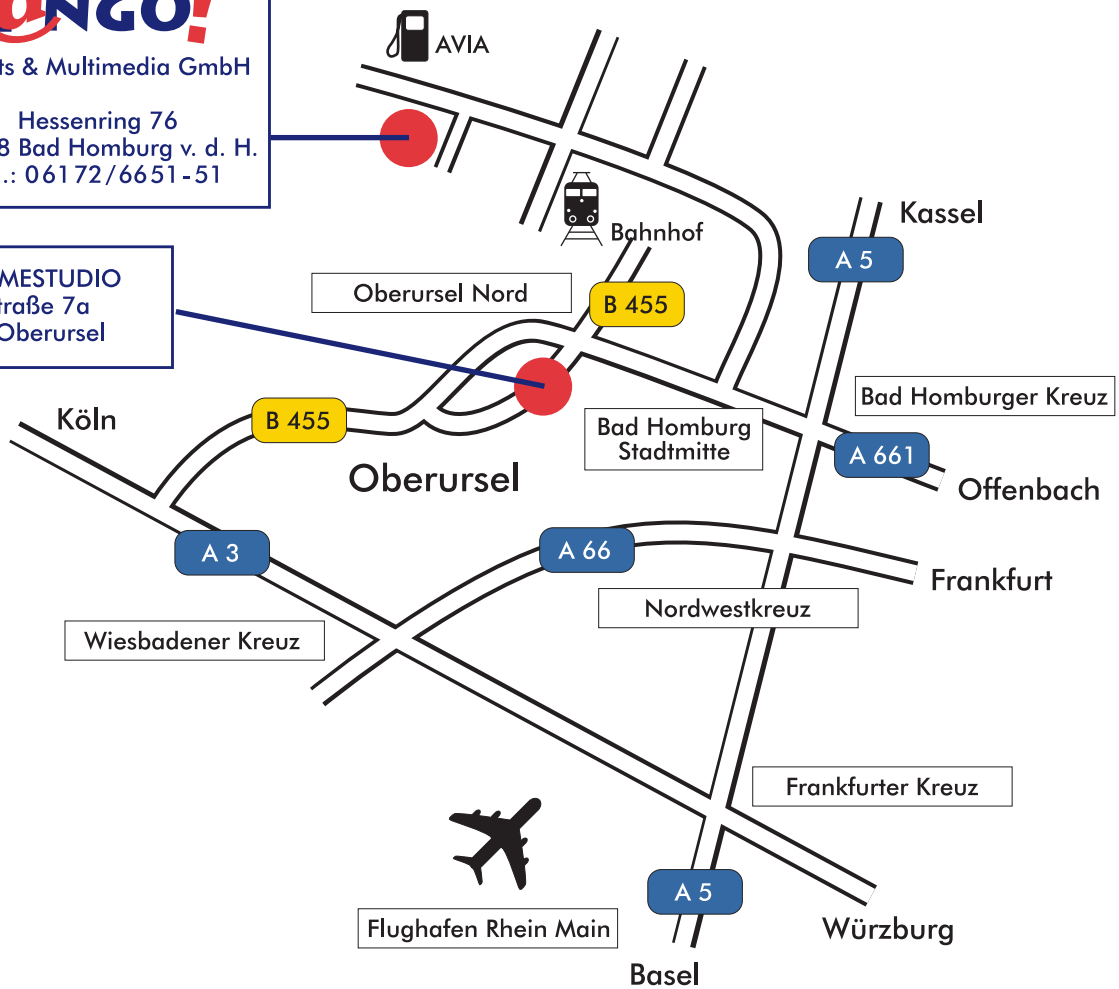 @NGO!
ts & Multimedia GmbH
Hessenring 76
8 Bad Homburg v. d. H.
.: 06172/6651-51
AVIA
MESTUDIO
traße 7a
Oberursel
Bahnhof
Kassel
A 5
Oberursel Nord
B 455
Bad Homburger Kreuz
Köln
B 455
Bad Homburg
Stadtmitte
A 661
Oberursel
Offenbach
A 3
A 66
Frankfurt
Nordwestkreuz
Wiesbadener Kreuz
Frankfurter Kreuz
A 5
Flughafen Rhein Main
Würzburg
Basel